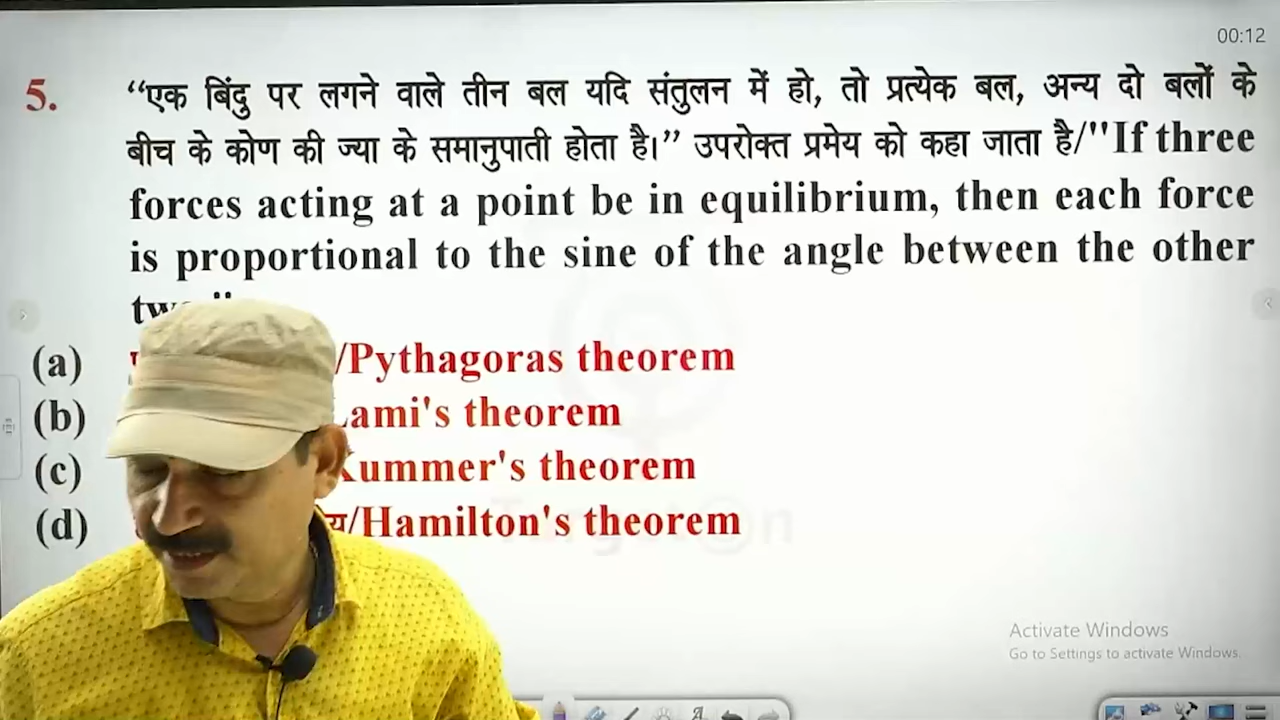 00:12
5. “एक बिंदु पर लगने वाले तीन बल यदि संतुलन में हो, तो प्रत्येक बल, अन्य दो बलों के
बीच के कोण की ज्या के समानुपाती होता है।” उपरोक्त प्रमेय को कहा जाता है/"If three
forces acting at a point be in equilibrium, then each force
is proportional to the sine of the angle between the other
(a) /Pythagoras theorem
(b) Lami's theorem
(c) Kummer's theorem
(d) /Hamilton's theorem
Activate Windows
Go to Settings to activate Windows.